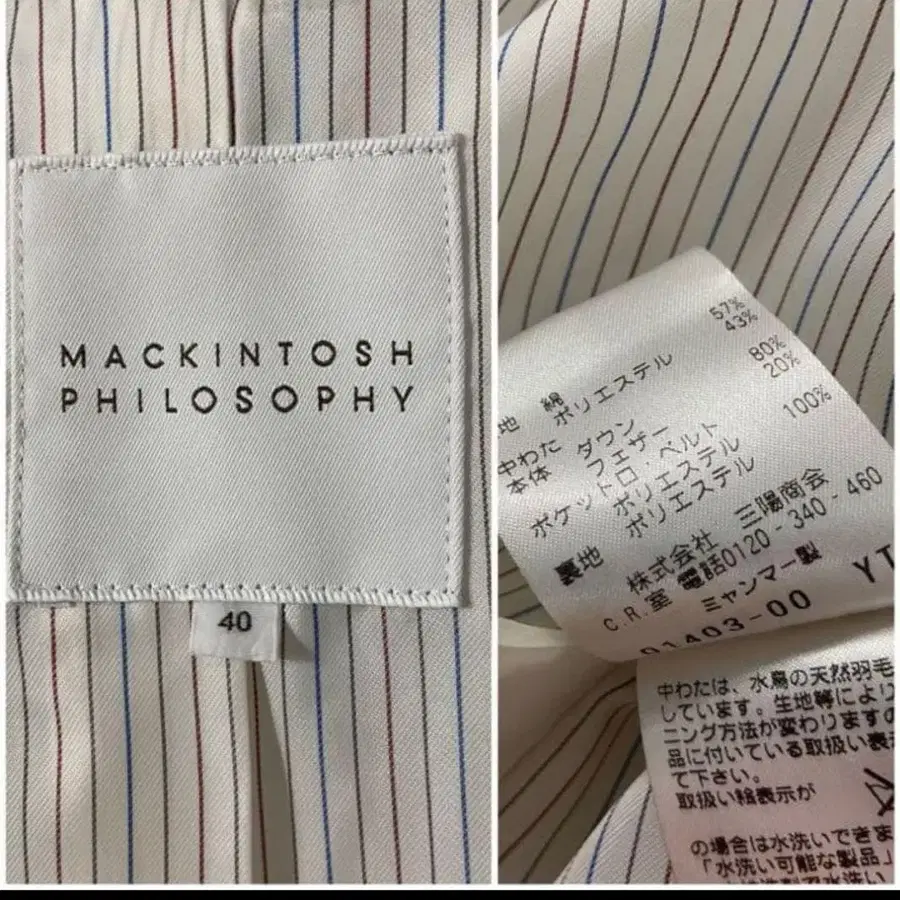 MACKINTOSH
PHILOSOPHY
40
地 綿 57%
ポリエステル 43%
中わた
本体 ダウン 80%
フェザー 20%
ポケット口・ベルト
ポリエステル 100%
裏地 ポリエステル
株式会社 三陽商会
C.R.室 電話0120-340-460
ミャンマー製
01403-00 YT
中わたは、水鳥の天然羽毛
しています。生地等により
ニング方法が変わりますの
品に付いている取扱い表
て下さい。
取扱い絵表示が
の場合は水洗いできま
「水洗い可能な製品」